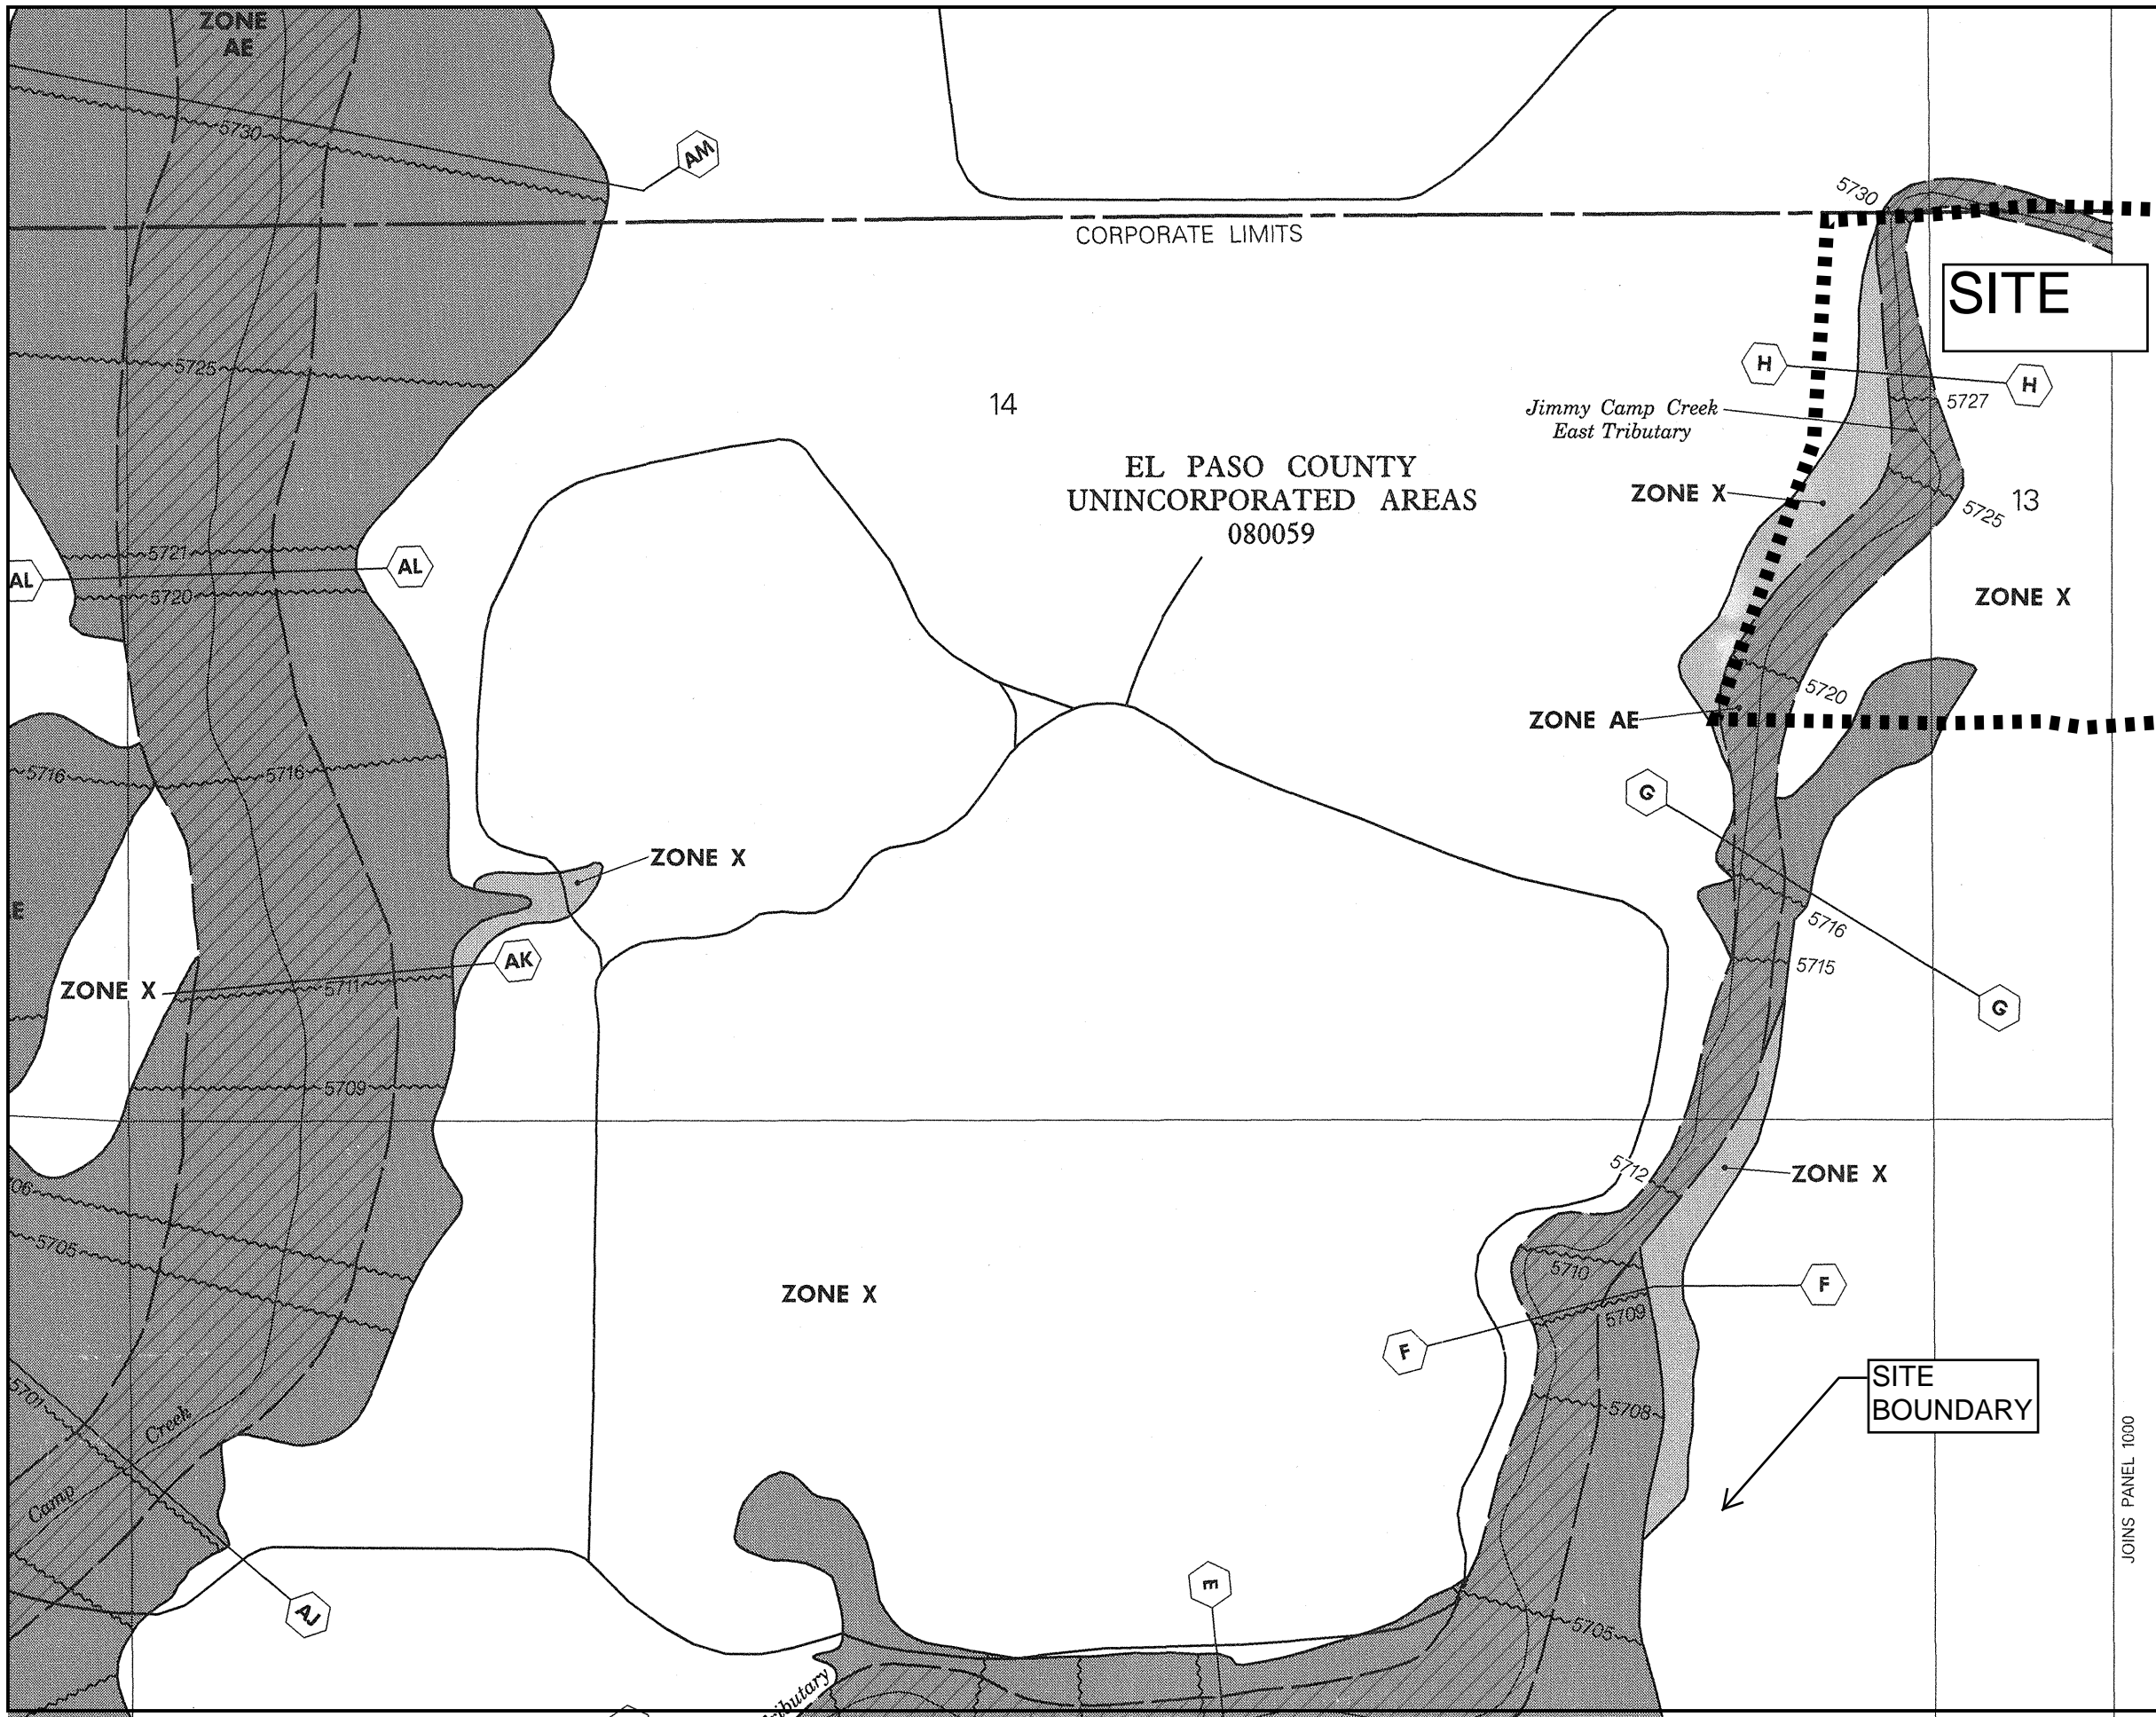 ZONE
AE
5730
AM
CORPORATE LIMITS
5730
SITE
5725
14
H
H
5727
Jimmy Camp Creek
East Tributary
EL PASO COUNTY
UNINCORPORATED AREAS
080059
ZONE X
13
5725
5721
AL
AL
5720
ZONE X
5720
ZONE AE
5716
5716
G
ZONE X
E
5716
AK
5715
ZONE X
5711
G
5709
5712
ZONE X
06
5705
5710
ZONE X
F
5709
F
SITE
BOUNDARY
5701
Creek
5708
Camp
JOINS PANEL 1000
E
AJ
5705
ributary